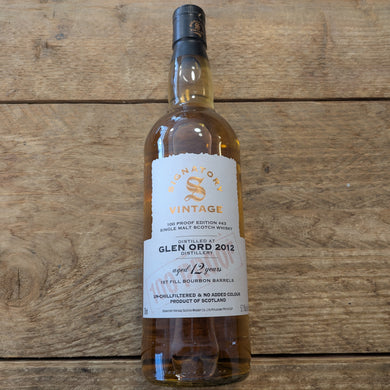 SIGNATORY
S
VINTAGE
100 PROOF EDITION #43
SINGLE MALT SCOTCH WHISKY
DISTILLED AT
GLEN ORD 2012
DISTILLERY
aged 12 years
1ST FILL BOURBON BARRELS
UN-CHILLFILTERED & NO ADDED COLOUR
PRODUCT OF SCOTLAND